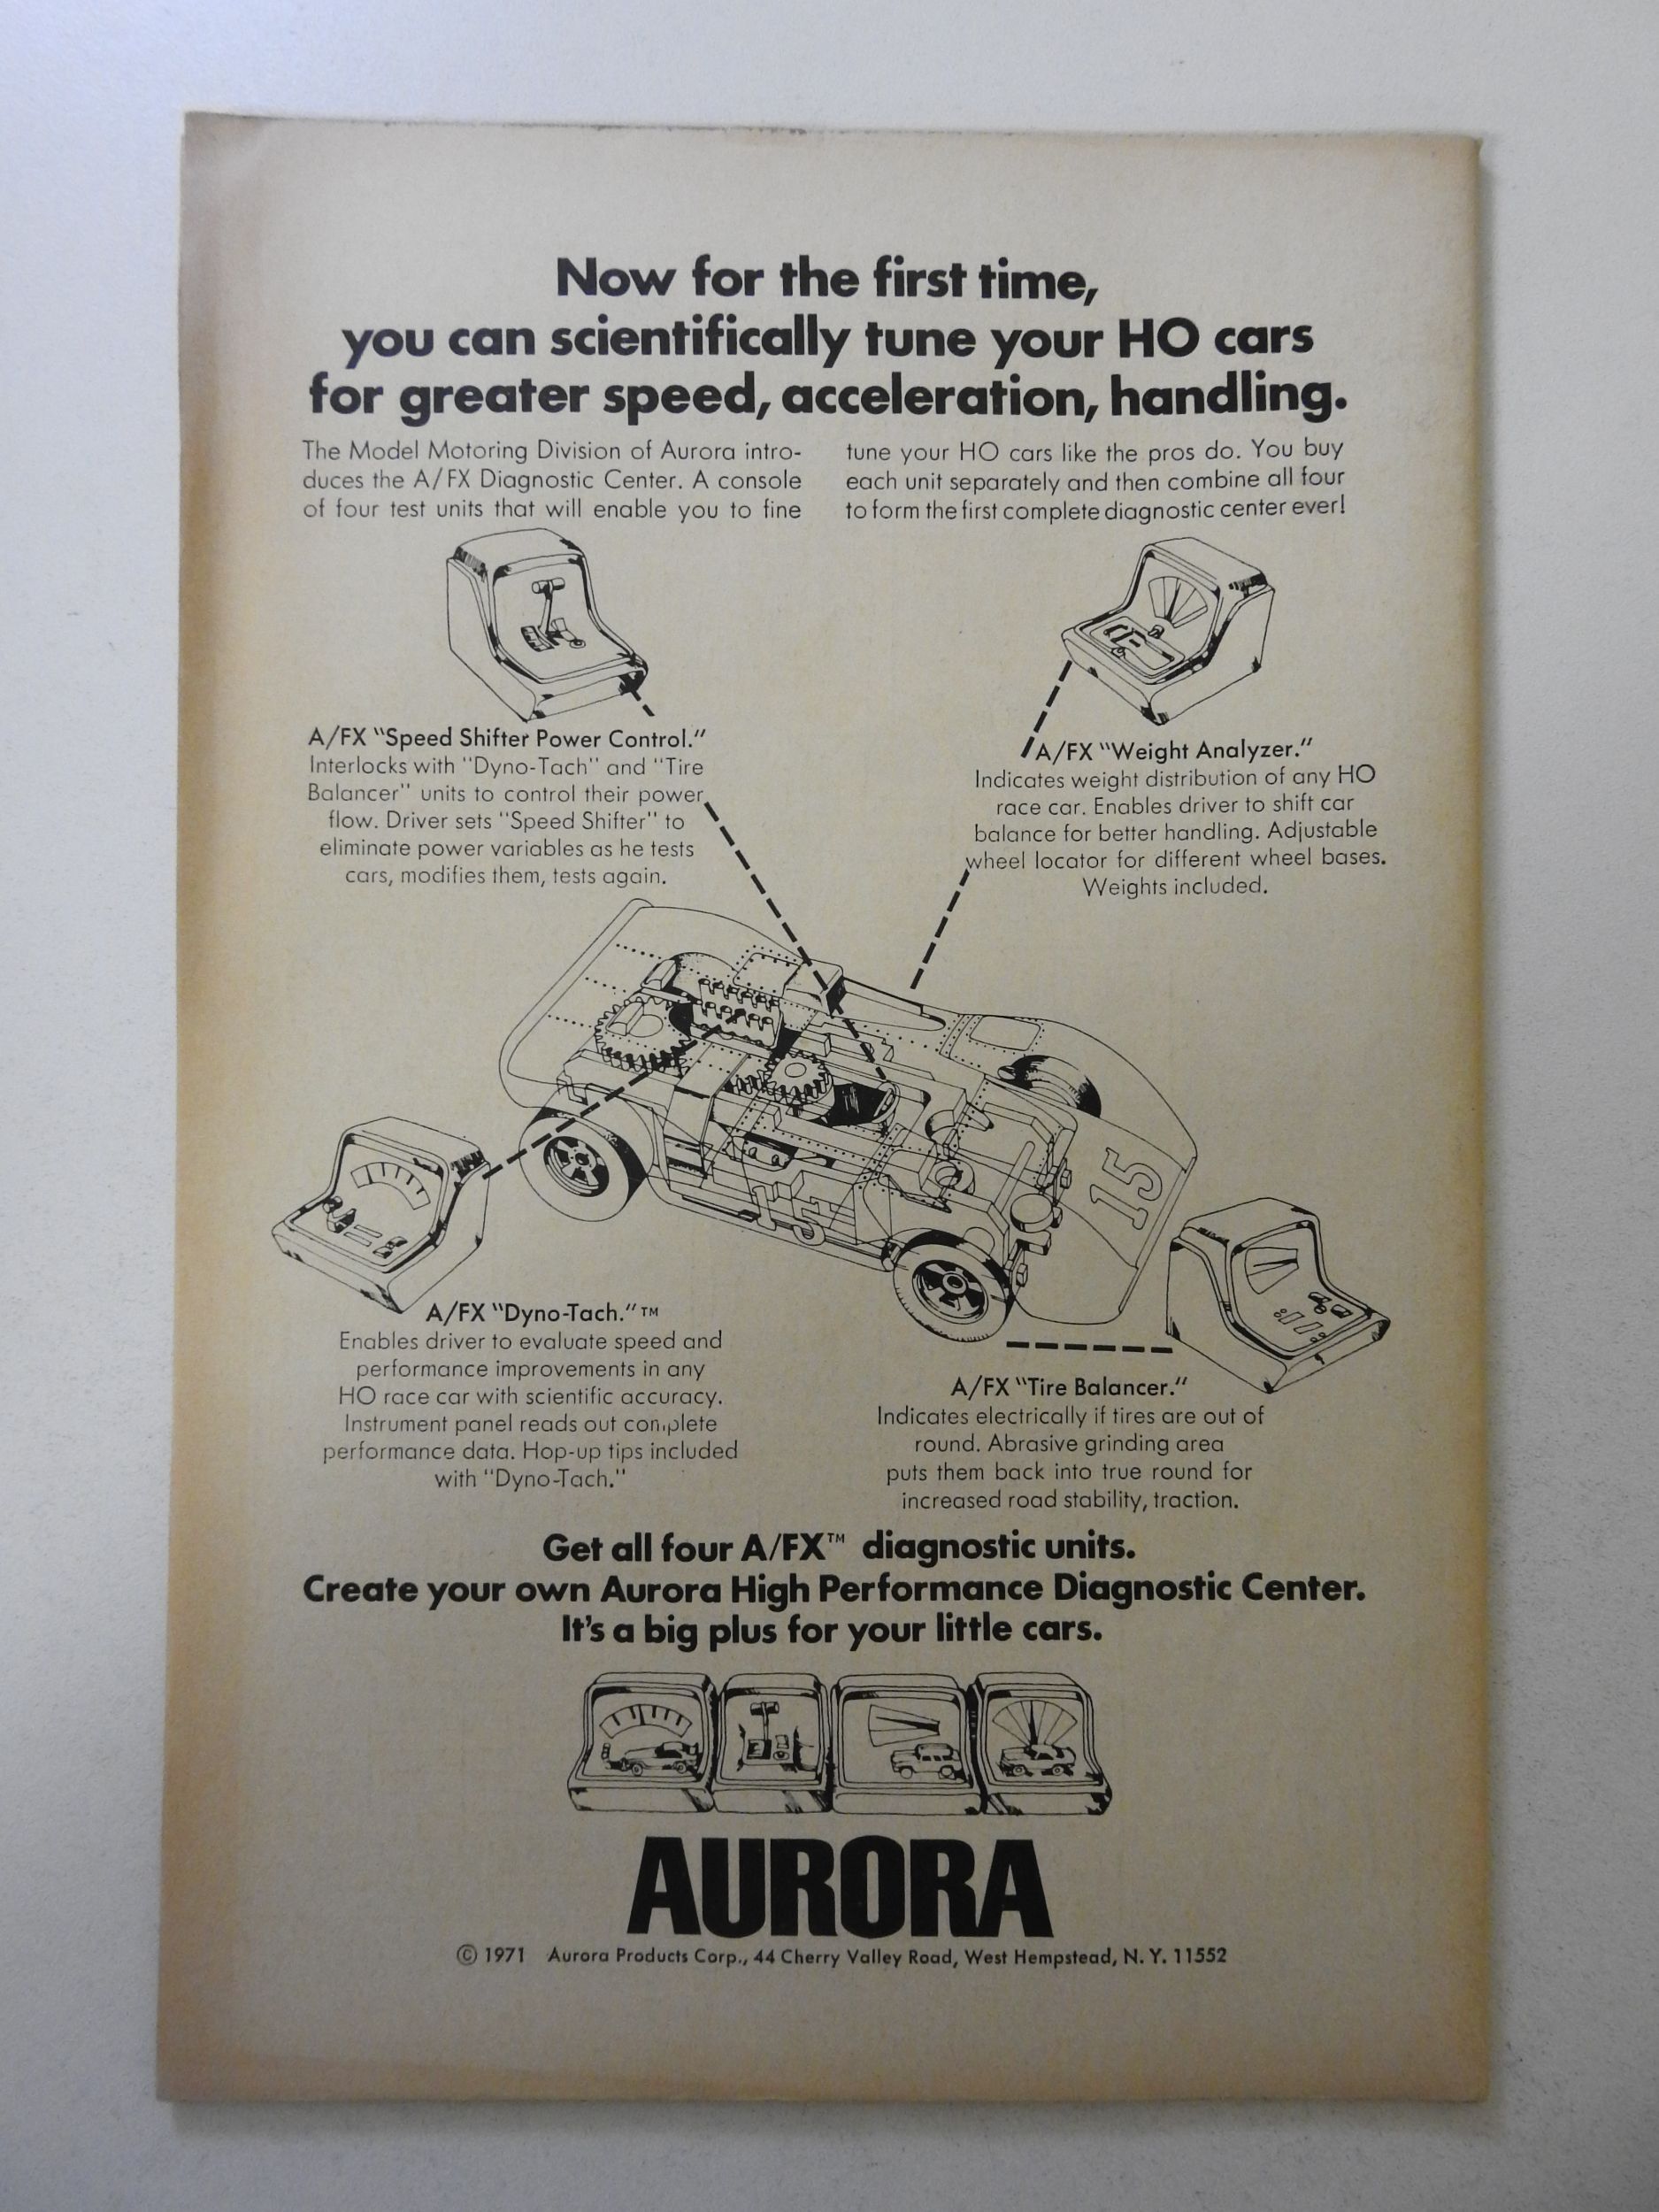 Now for the first time,
you can scientifically tune your HO cars
for greater speed, acceleration, handling.
The Model Motoring Division of Aurora intro-
duces the A/FX Diagnostic Center. A console
of four test units that will enable you to fine
tune your HO cars like the pros do. You buy
each unit separately and then combine all four
to form the first complete diagnostic center ever!
A/FX "Speed Shifter Power Control."
Interlocks with "Dyno-Tach" and "Tire
Balancer" units to control their power
flow. Driver sets "Speed Shifter" to
eliminate power variables as he tests
cars, modifies them, tests again.
A/FX "Weight Analyzer."
Indicates weight distribution of any HO
race car. Enables driver to shift car
balance for better handling. Adjustable
wheel locator for different wheel bases.
Weights included.
15
15
A/FX "Dyno-Tach."™
Enables driver to evaluate speed and
performance improvements in any
HO race car with scientific accuracy.
Instrument panel reads out complete
performance data. Hop-up tips included
with "Dyno-Tach."
A/FX "Tire Balancer."
Indicates electrically if tires are out of
round. Abrasive grinding area
puts them back into true round for
increased road stability, traction.
Get all four A/FX™ diagnostic units.
Create your own Aurora High Performance Diagnostic Center.
It's a big plus for your little cars.
AURORA
© 1971 Aurora Products Corp., 44 Cherry Valley Road, West Hempstead, N. Y. 11552